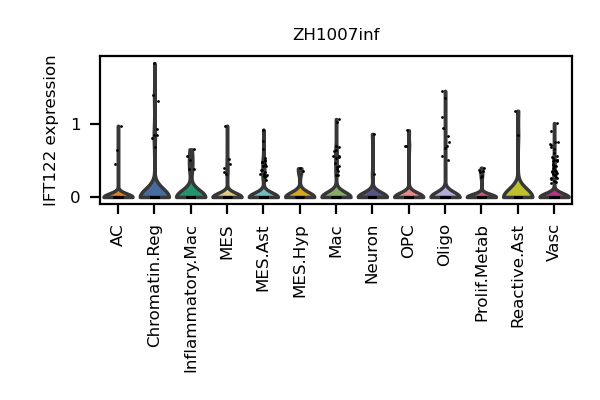 ZH1007inf
IFT122 expression
1
0
AC
Chromatin.Reg
Inflammatory.Mac
MES
MES.Ast
MES.Hyp
Mac
Neuron
OPC
Oligo
Prolif.Metab
Reactive.Ast
Vasc